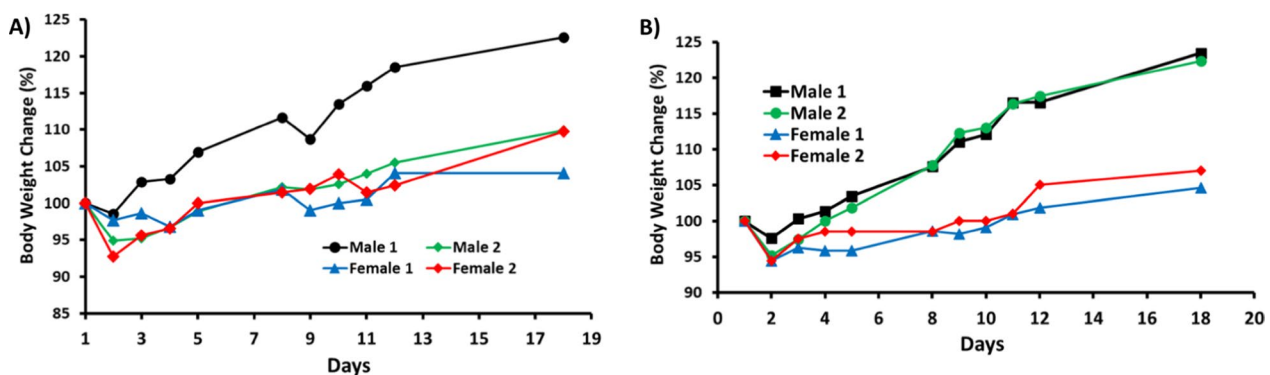 A)
Body Weight Change (%)
125
120
115
110
105
100
95
90
85
Male 1 Male 2
Female 1 Female 2
1 3 5 7 9 11 13 15 17 19
Days
B)
Body Weight Change (%)
125
120
115
110
105
100
95
90
Male 1
Male 2
Female 1
Female 2
0 2 4 6 8 10 12 14 16 18 20
Days